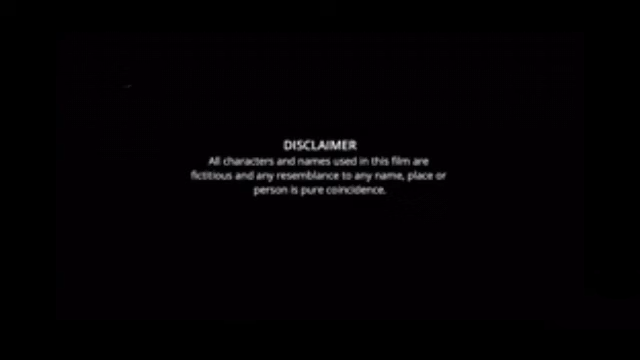 DISCLAIMER
All characters and names used in this film are
fictitious and any resemblance to any name, place or
person is pure coincidence.